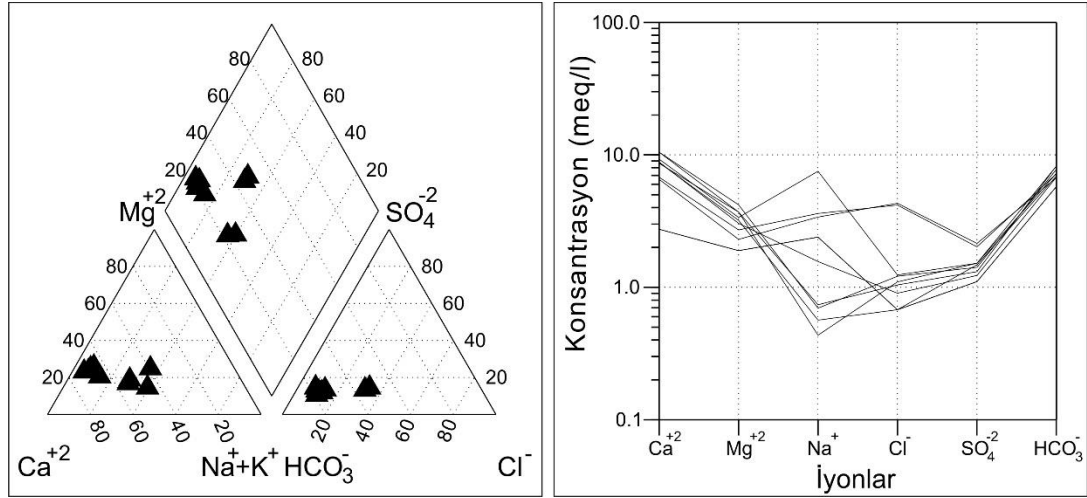 80 80
60 60
40 40
20 20
Mg+2 SO4-2
80 80
60 60
40 40
20 20
80 60 40 20 20 40 60 80
Ca+2 Na++K+ HCO3- Cl-
Konsantrasyon (meq/l)
100.0
10.0
1.0
0.1
Ca+2 Mg+2 Na+ Cl- SO4-2 HCO3-
İyonlar